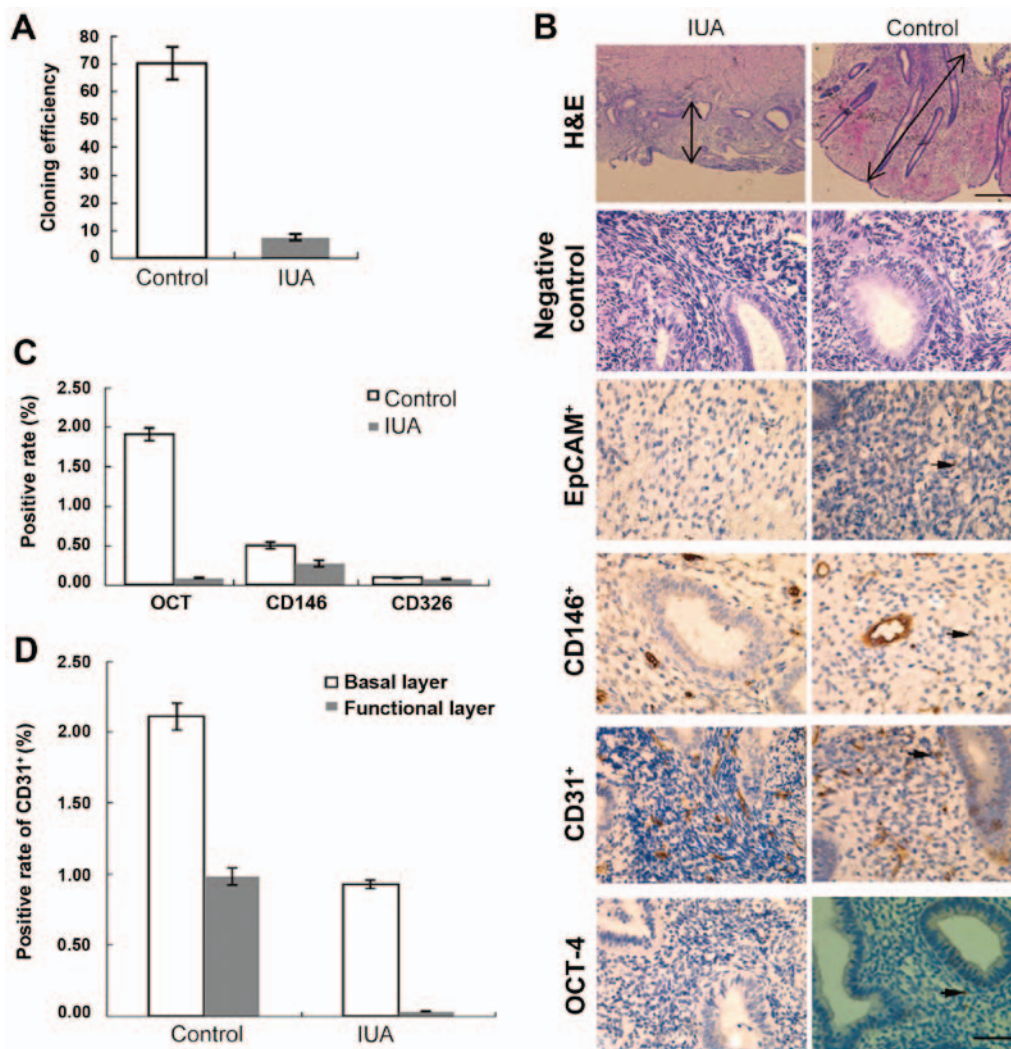 A
80
70
60
50
40
30
20
10
0
Cloning efficiency
Control
IUA
B
IUA
Control
H&E
Negative
control
EpCAM⁺
CD146⁺
CD31⁺
OCT-4
C
2.50
2.00
1.50
1.00
0.50
0.00
Positive rate (%)
Control
IUA
OCT
CD146
CD326
D
2.50
2.00
1.50
1.00
0.50
0.00
Positive rate of CD31⁺(%)
Basal layer
Functional layer
Control
IUA